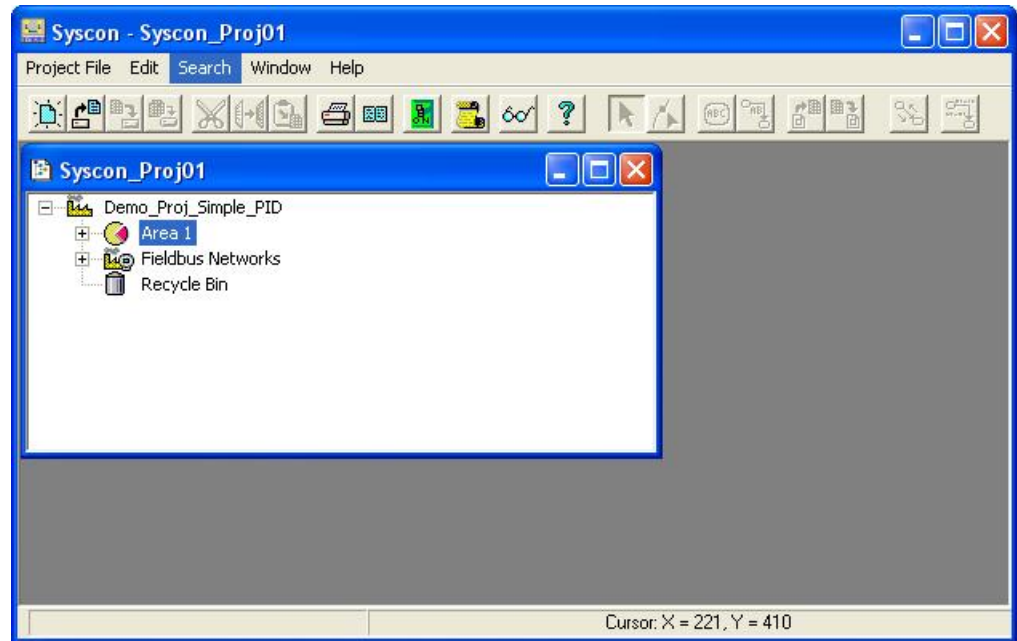 Syscon - Syscon_Proj01
Project File Edit Search Window Help
Syscon_Proj01
Demo_Proj_Simple_PID
Area 1
Fieldbus Networks
Recycle Bin
Cursor: X = 221, Y = 410